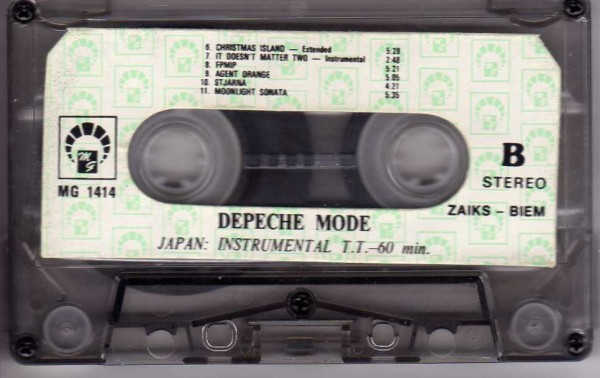 6. CHRISTMAS ISLAND — Extended 5:29
7. IT DOESN'T MATTER TWO — Instrumental 2:48
8. FPMIP 5:21
9. AGENT ORANGE 5:05
10. STJARNA 4:21
11. MOONLIGHT SONATA 5:35
MG
MG 1414
B
STEREO
ZAIKS – BIEM
DEPECHE MODE
JAPAN: INSTRUMENTAL T.T.–60 min.